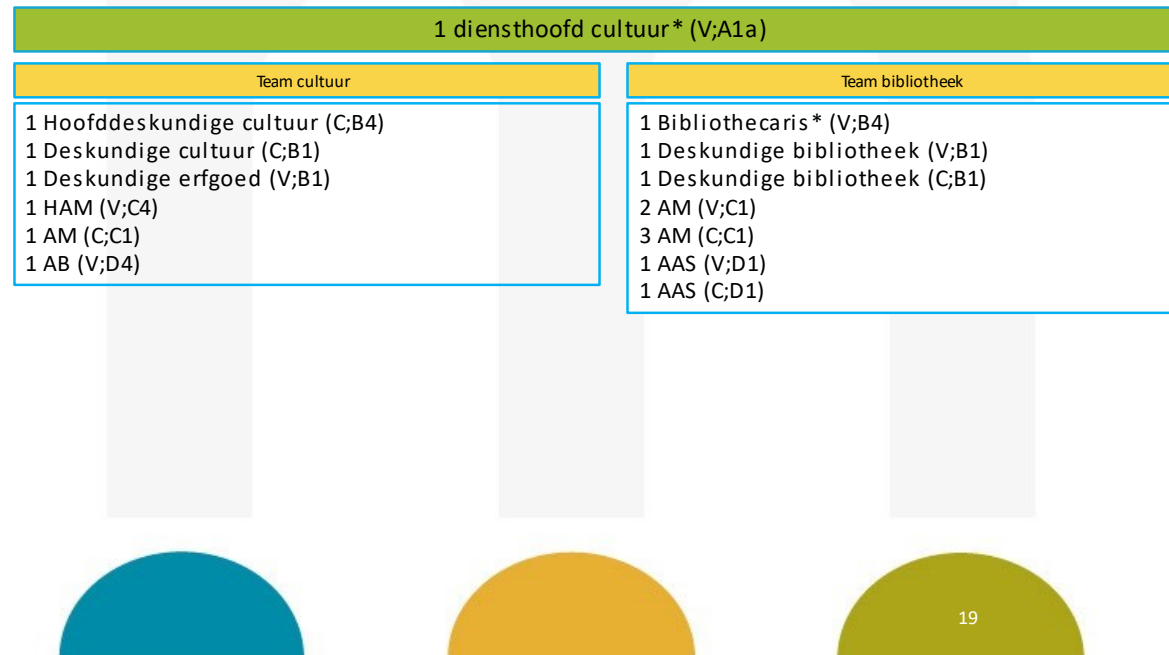 1 diensthoofd cultuur* (V;A1a)
Team cultuur
1 Hoofddeskundige cultuur (C;B4)
1 Deskundige cultuur (C;B1)
1 Deskundige erfgoed (V;B1)
1 HAM (V;C4)
1 AM (C;C1)
1 AB (V;D4)
Team bibliotheek
1 Bibliothecaris* (V;B4)
1 Deskundige bibliotheek (V;B1)
1 Deskundige bibliotheek (C;B1)
2 AM (V;C1)
3 AM (C;C1)
1 AAS (V;D1)
1 AAS (C;D1)
19